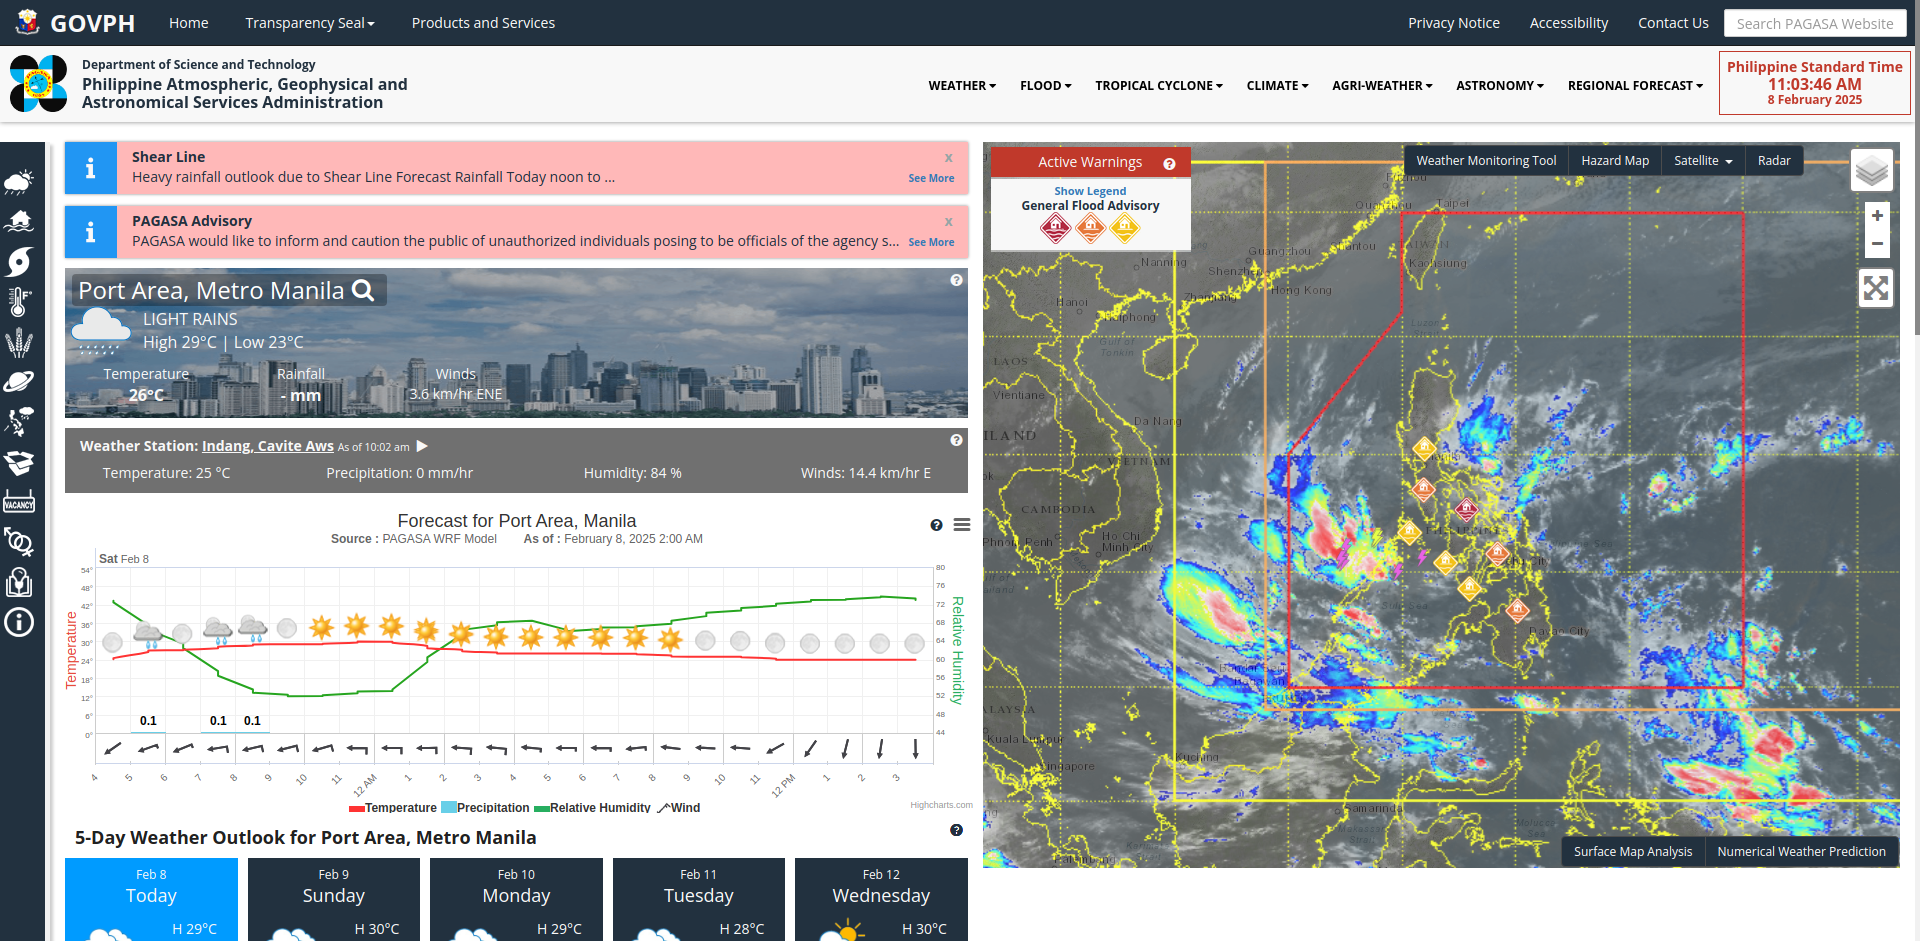 GOVPH
Home
Transparency Seal
Products and Services
Privacy Notice
Accessibility
Contact Us
Search PAGASA Website
Department of Science and Technology
Philippine Atmospheric, Geophysical and
Astronomical Services Administration
WEATHER
FLOOD
TROPICAL CYCLONE
CLIMATE
AGRI-WEATHER
ASTRONOMY
REGIONAL FORECAST
Philippine Standard Time
11:03:46 AM
8 February 2025
VACANCY
Shear Line
x
Heavy rainfall outlook due to Shear Line Forecast Rainfall Today noon to ...
See More
PAGASA Advisory
x
PAGASA would like to inform and caution the public of unauthorized individuals posing to be officials of the agency s...
See More
Port Area, Metro Manila
LIGHT RAINS
High 29°C | Low 23°C
Temperature
Rainfall
Winds
26°C
- mm
3.6 km/hr ENE
Weather Station: Indang, Cavite Aws As of 10:02 am
Temperature: 25 °C
Precipitation: 0 mm/hr
Humidity: 84 %
Winds: 14.4 km/hr E
Forecast for Port Area, Manila
Source : PAGASA WRF Model As of : February 8, 2025 2:00 AM
Sat Feb 8
Temperature
54°
48°
42°
36°
30°
24°
18°
12°
6°
0°
80
76
72
68
64
60
56
52
48
44
Relative Humidity
0.1
0.1
0.1
4
5
6
7
8
9
10
11
12 AM
1
2
3
4
5
6
7
8
9
10
11
12 PM
1
2
3
Temperature
Precipitation
Relative Humidity
Wind
Highcharts.com
5-Day Weather Outlook for Port Area, Metro Manila
Feb 8
Today
H 29°C
Feb 9
Sunday
H 30°C
Feb 10
Monday
H 29°C
Feb 11
Tuesday
H 28°C
Feb 12
Wednesday
H 30°C
Active Warnings
Show Legend
General Flood Advisory
Weather Monitoring Tool
Hazard Map
Satellite
Radar
+
−
Taipei
Guangzhou
Nanning
Shenzhen
Kaohsiung
Hong Kong
Hanoi
Gulf of
Tonkin
LAOS
Vientiane
Da Nang
VIETNAM
CAMBODIA
Ho Chi
Minh City
Davao City
Kuala Lumpur
Singapore
Kuching
Samarinda
Surface Map Analysis
Numerical Weather Prediction